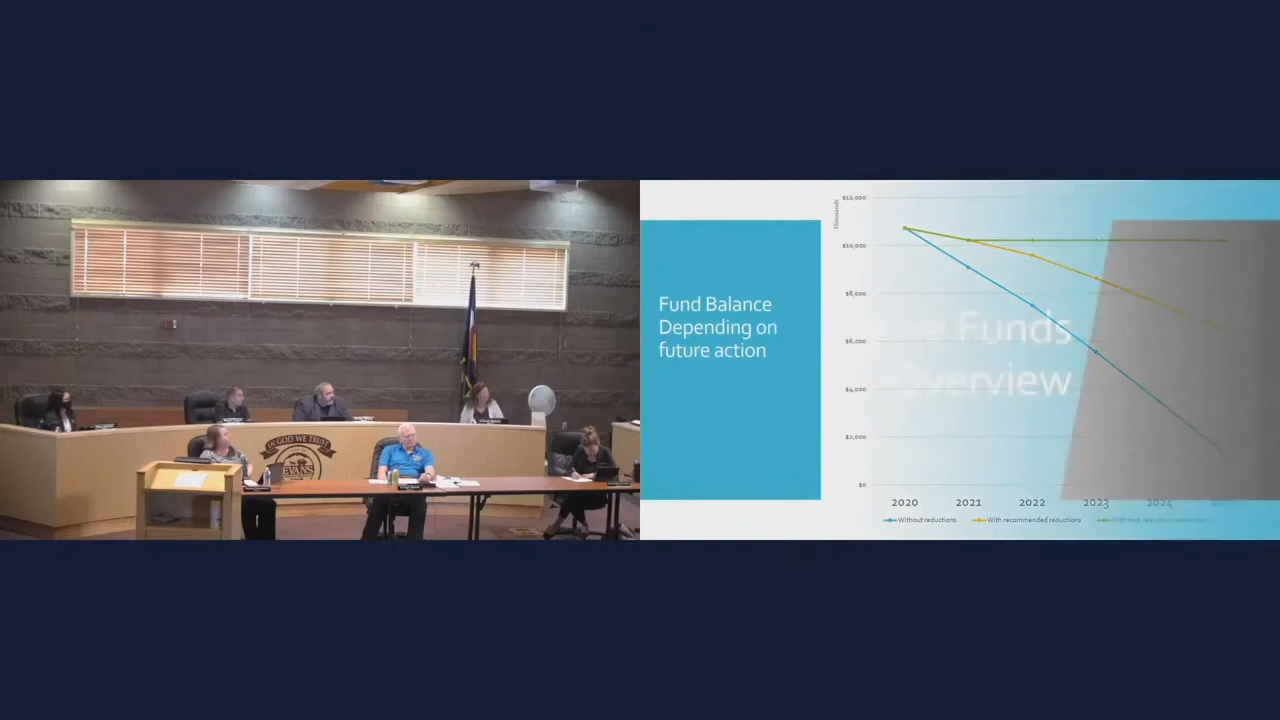 IN GOD WE TRUST
EVANS
Fund Balance
Depending on
future action
Thousands
$12,000
$10,000
$8,000
$6,000
$4,000
$2,000
$0
Funds
Overview
2020
2021
2022
2023
2024
Without reductions
With recommended reductions